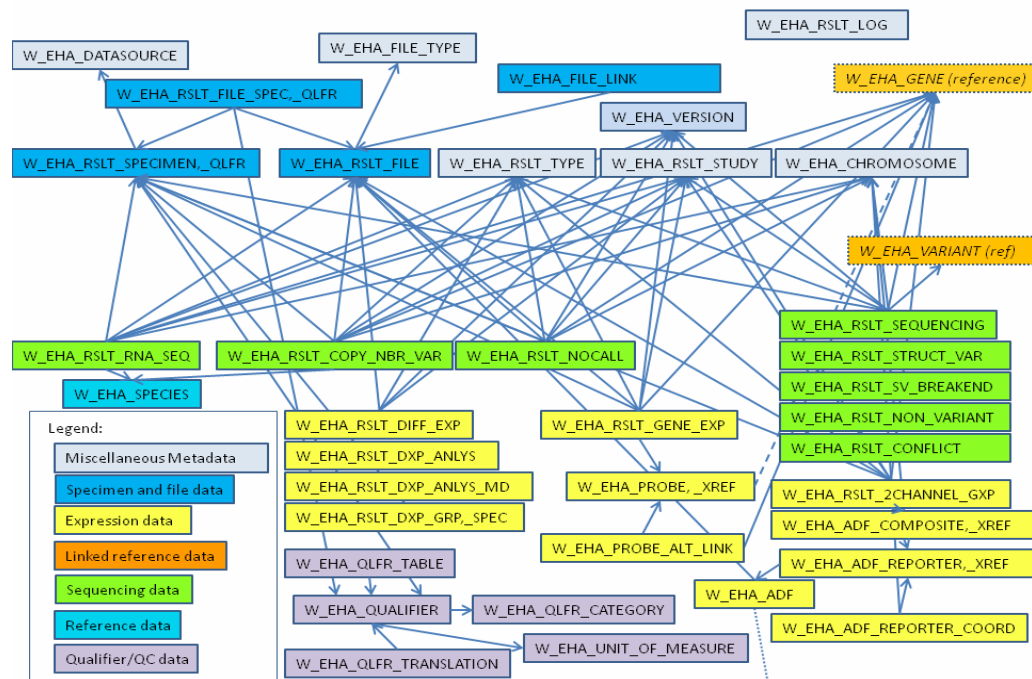 W_EHA_RSLT_LOG
W_EHA_DATASOURCE
W_EHA_FILE_TYPE
W_EHA_FILE_LINK
W_EHA_GENE (reference)
W_EHA_RSLT_FILE_SPEC,_QLFR
W_EHA_VERSION
W_EHA_RSLT_SPECIMEN,_QLFR
W_EHA_RSLT_FILE
W_EHA_RSLT_TYPE
W_EHA_RSLT_STUDY
W_EHA_CHROMOSOME
W_EHA_VARIANT (ref)
W_EHA_RSLT_SEQUENCING
W_EHA_RSLT_RNA_SEQ
W_EHA_RSLT_COPY_NBR_VAR
W_EHA_RSLT_NOCALL
W_EHA_RSLT_STRUCT_VAR
W_EHA_SPECIES
W_EHA_RSLT_SV_BREAKEND
W_EHA_RSLT_NON_VARIANT
W_EHA_RSLT_CONFLICT
W_EHA_RSLT_DIFF_EXP
W_EHA_RSLT_GENE_EXP
W_EHA_RSLT_DXP_ANLYS
W_EHA_RSLT_DXP_ANLYS_MD
W_EHA_PROBE,_XREF
W_EHA_RSLT_2CHANNEL_GXP
W_EHA_RSLT_DXP_GRP,_SPEC
W_EHA_ADF_COMPOSITE,_XREF
W_EHA_PROBE_ALT_LINK
W_EHA_QLFR_TABLE
W_EHA_ADF_REPORTER,_XREF
W_EHA_ADF
W_EHA_QUALIFIER
W_EHA_QLFR_CATEGORY
W_EHA_ADF_REPORTER_COORD
W_EHA_UNIT_OF_MEASURE
W_EHA_QLFR_TRANSLATION
Legend:
Miscellaneous Metadata
Specimen and file data
Expression data
Linked reference data
Sequencing data
Reference data
Qualifier/QC data